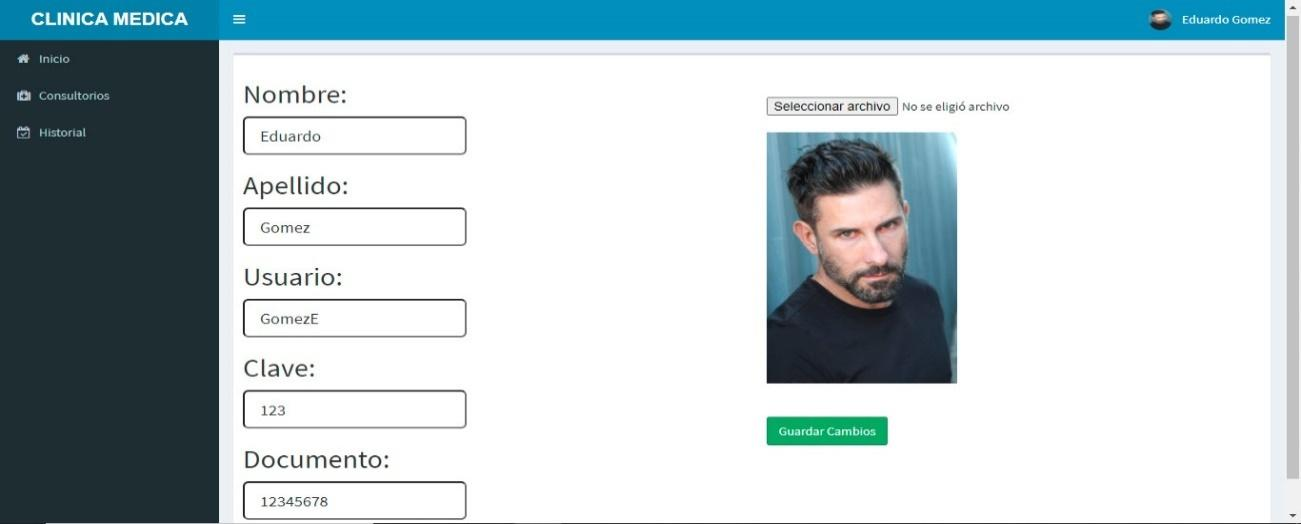 CLINICA MEDICA
Eduardo Gomez
Inicio
Consultorios
Historial
Nombre:
Eduardo
Apellido:
Gomez
Usuario:
GomezE
Clave:
123
Documento:
12345678
Seleccionar archivo No se eligió archivo
Guardar Cambios